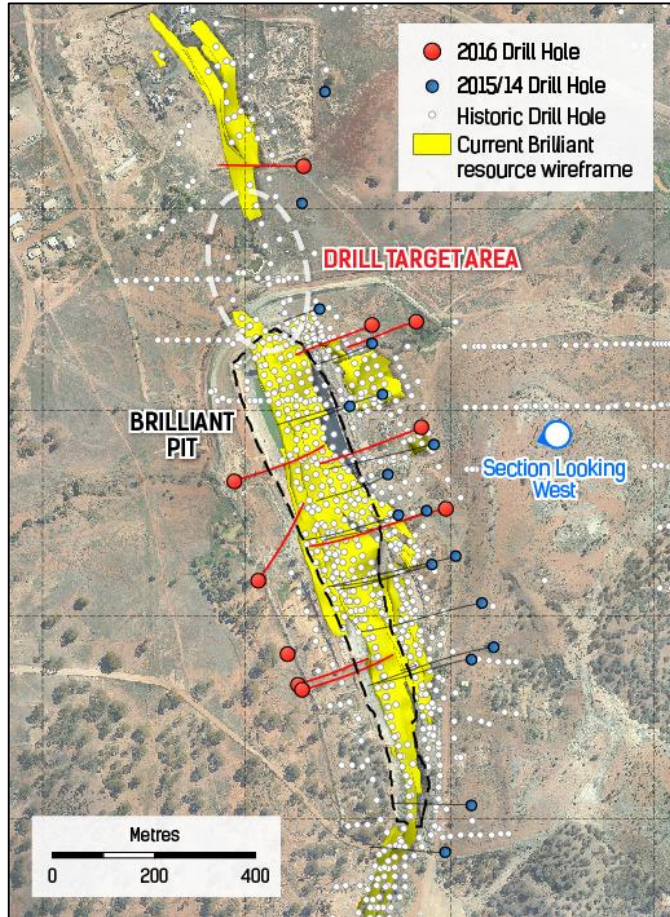 2016 Drill Hole
2015/14 Drill Hole
Historic Drill Hole
Current Brilliant
resource wireframe
DRILL TARGET AREA
BRILLIANT
PIT
Section Looking
West
Metres
0 200 400